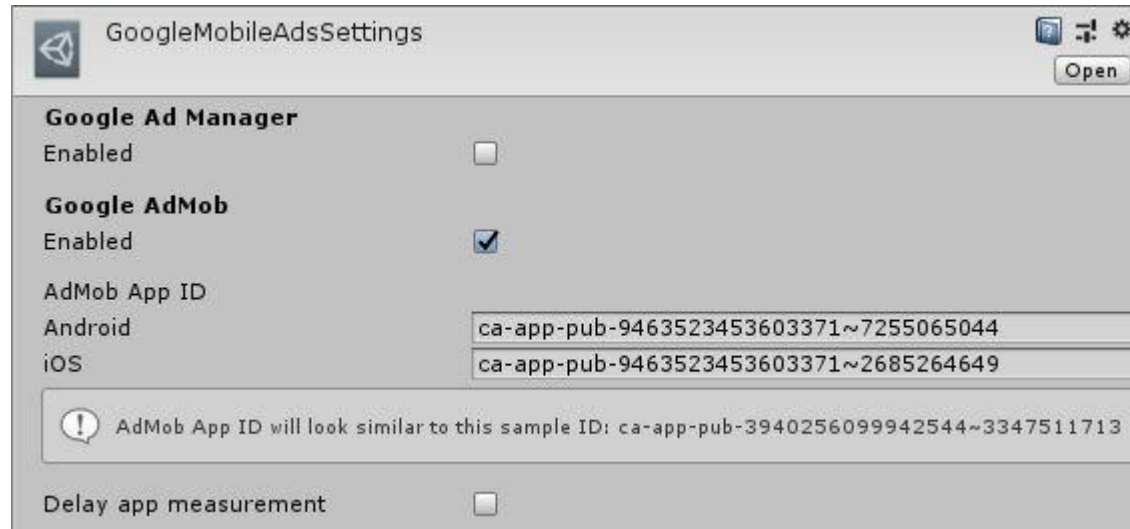 GoogleMobileAdsSettings
Open
Google Ad Manager
Enabled
Google AdMob
Enabled
AdMob App ID
Android ca-app-pub-9463523453603371~7255065044
iOS ca-app-pub-9463523453603371~2685264649
AdMob App ID will look similar to this sample ID: ca-app-pub-3940256099942544~3347511713
Delay app measurement